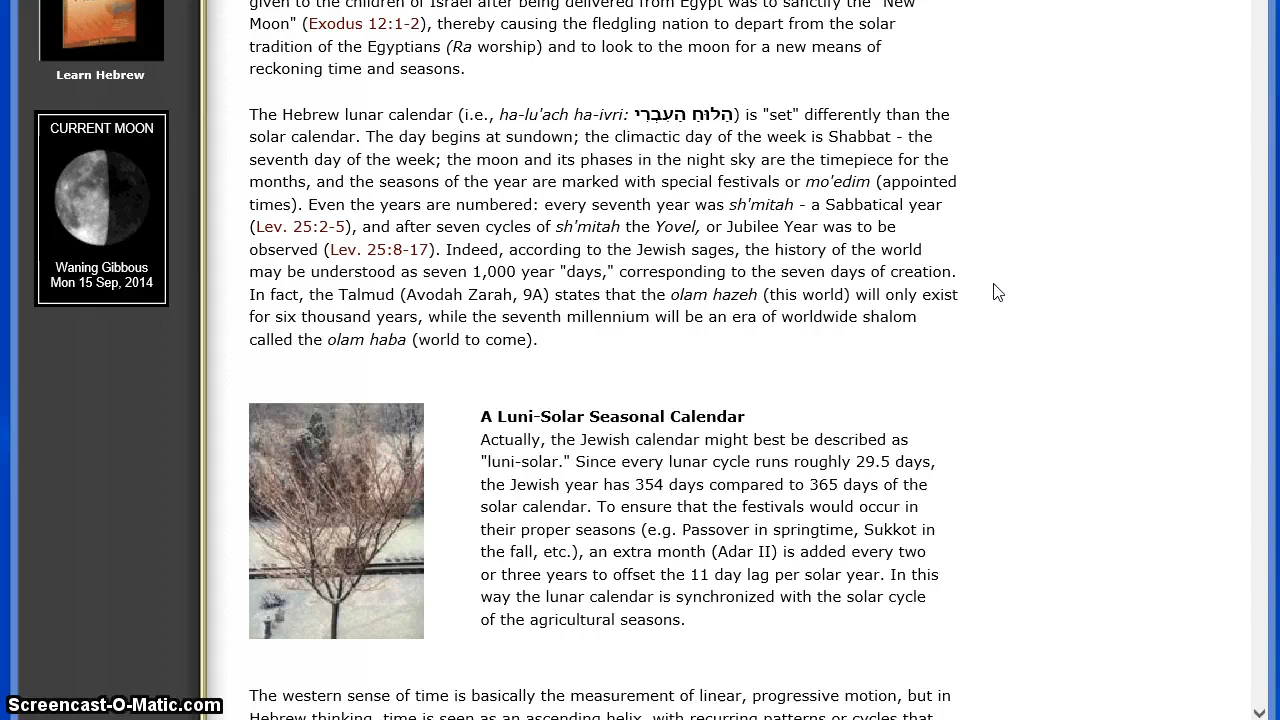 given to the children of Israel after being delivered from Egypt was to sanctify the "New
Moon" (Exodus 12:1-2), thereby causing the fledgling nation to depart from the solar
tradition of the Egyptians (Ra worship) and to look to the moon for a new means of
reckoning time and seasons.
Learn Hebrew
CURRENT MOON
Waning Gibbous
Mon 15 Sep, 2014
The Hebrew lunar calendar (i.e., ha-lu'ach ha-ivri: הַלּוּחַ הָעִבְרִי) is "set" differently than the
solar calendar. The day begins at sundown; the climactic day of the week is Shabbat - the
seventh day of the week; the moon and its phases in the night sky are the timepiece for the
months, and the seasons of the year are marked with special festivals or mo'edim (appointed
times). Even the years are numbered: every seventh year was sh'mitah - a Sabbatical year
(Lev. 25:2-5), and after seven cycles of sh'mitah the Yovel, or Jubilee Year was to be
observed (Lev. 25:8-17). Indeed, according to the Jewish sages, the history of the world
may be understood as seven 1,000 year "days," corresponding to the seven days of creation.
In fact, the Talmud (Avodah Zarah, 9A) states that the olam hazeh (this world) will only exist
for six thousand years, while the seventh millennium will be an era of worldwide shalom
called the olam haba (world to come).
A Luni-Solar Seasonal Calendar
Actually, the Jewish calendar might best be described as
"luni-solar." Since every lunar cycle runs roughly 29.5 days,
the Jewish year has 354 days compared to 365 days of the
solar calendar. To ensure that the festivals would occur in
their proper seasons (e.g. Passover in springtime, Sukkot in
the fall, etc.), an extra month (Adar II) is added every two
or three years to offset the 11 day lag per solar year. In this
way the lunar calendar is synchronized with the solar cycle
of the agricultural seasons.
The western sense of time is basically the measurement of linear, progressive motion, but in
Hebrew thinking, time is seen as an ascending helix, with recurring patterns or cycles that
Screencast-O-Matic.com